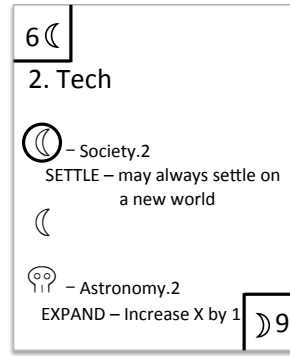 6☾
2. Tech
☾ – Society.2
SETTLE – may always settle on
a new world
☾
– Astronomy.2
EXPAND – Increase X by 1
☽9